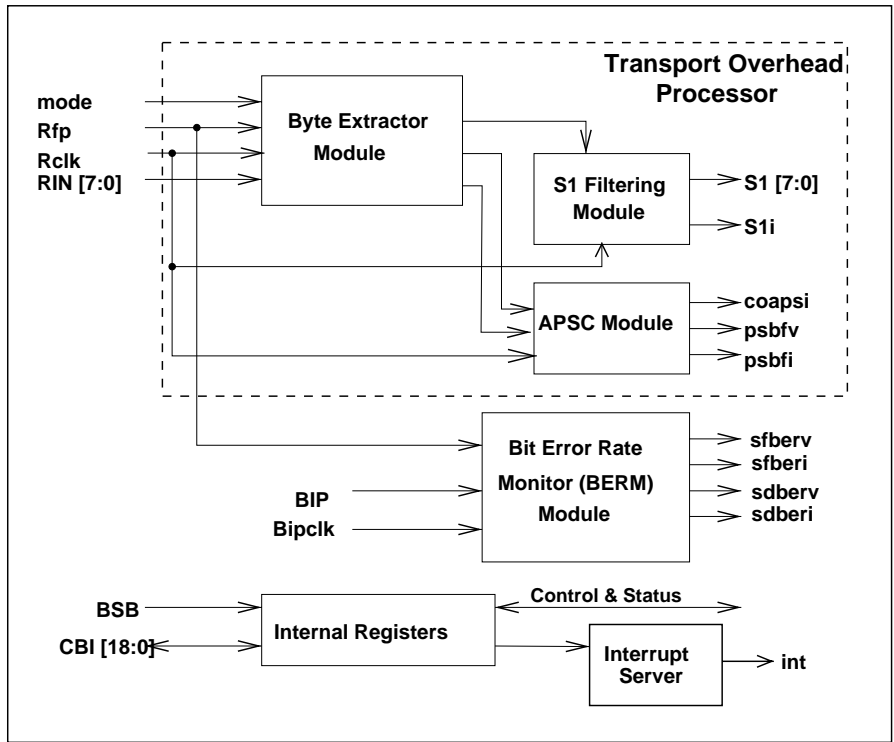 Transport Overhead
Processor
mode
Rfp
Rclk
RIN [7:0]
Byte Extractor
Module
S1 Filtering
Module
S1 [7:0]
S1i
APSC Module
coapsi
psbfv
psbfi
Bit Error Rate
Monitor (BERM)
Module
BIP
Bipclk
sfberv
sfberi
sdberv
sdberi
BSB
CBI [18:0]
Internal Registers
Control & Status
Interrupt
Server
int